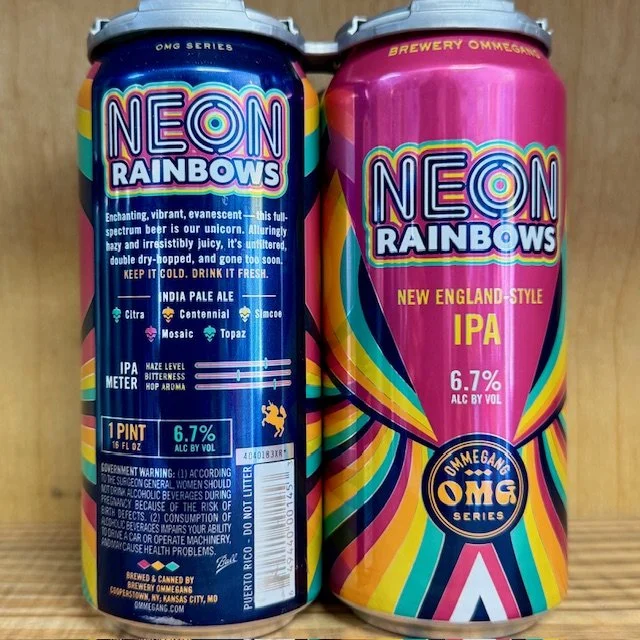 OMG SERIES
NEON
RAINBOWS
Enchanting, vibrant, evanescent—this full-
spectrum beer is our unicorn. Alluringly
hazy and irresistibly juicy, it's unfiltered,
double dry-hopped, and gone too soon.
KEEP IT COLD. DRINK IT FRESH.
INDIA PALE ALE
Citra Centennial Simcoe
Mosaic Topaz
IPA
METER
HAZE LEVEL
BITTERNESS
HOP AROMA
1 PINT
16 FL OZ
6.7%
ALC BY VOL
GOVERNMENT WARNING: (1) ACCORDING
TO THE SURGEON GENERAL, WOMEN SHOULD
NOT DRINK ALCOHOLIC BEVERAGES DURING
PREGNANCY BECAUSE OF THE RISK OF
BIRTH DEFECTS. (2) CONSUMPTION OF
ALCOHOLIC BEVERAGES IMPAIRS YOUR ABILITY
TO DRIVE A CAR OR OPERATE MACHINERY,
AND MAY CAUSE HEALTH PROBLEMS.
Ball
BREWED & CANNED BY
BREWERY OMMEGANG
COOPERSTOWN, NY; KANSAS CITY, MO
OMMEGANG.COM
PUERTO RICO - DO NOT LITTER
BREWERY OMMEGANG
NEON
RAINBOWS
NEW ENGLAND-STYLE
IPA
6.7%
ALC BY VOL
OMMEGANG
OMG
SERIES